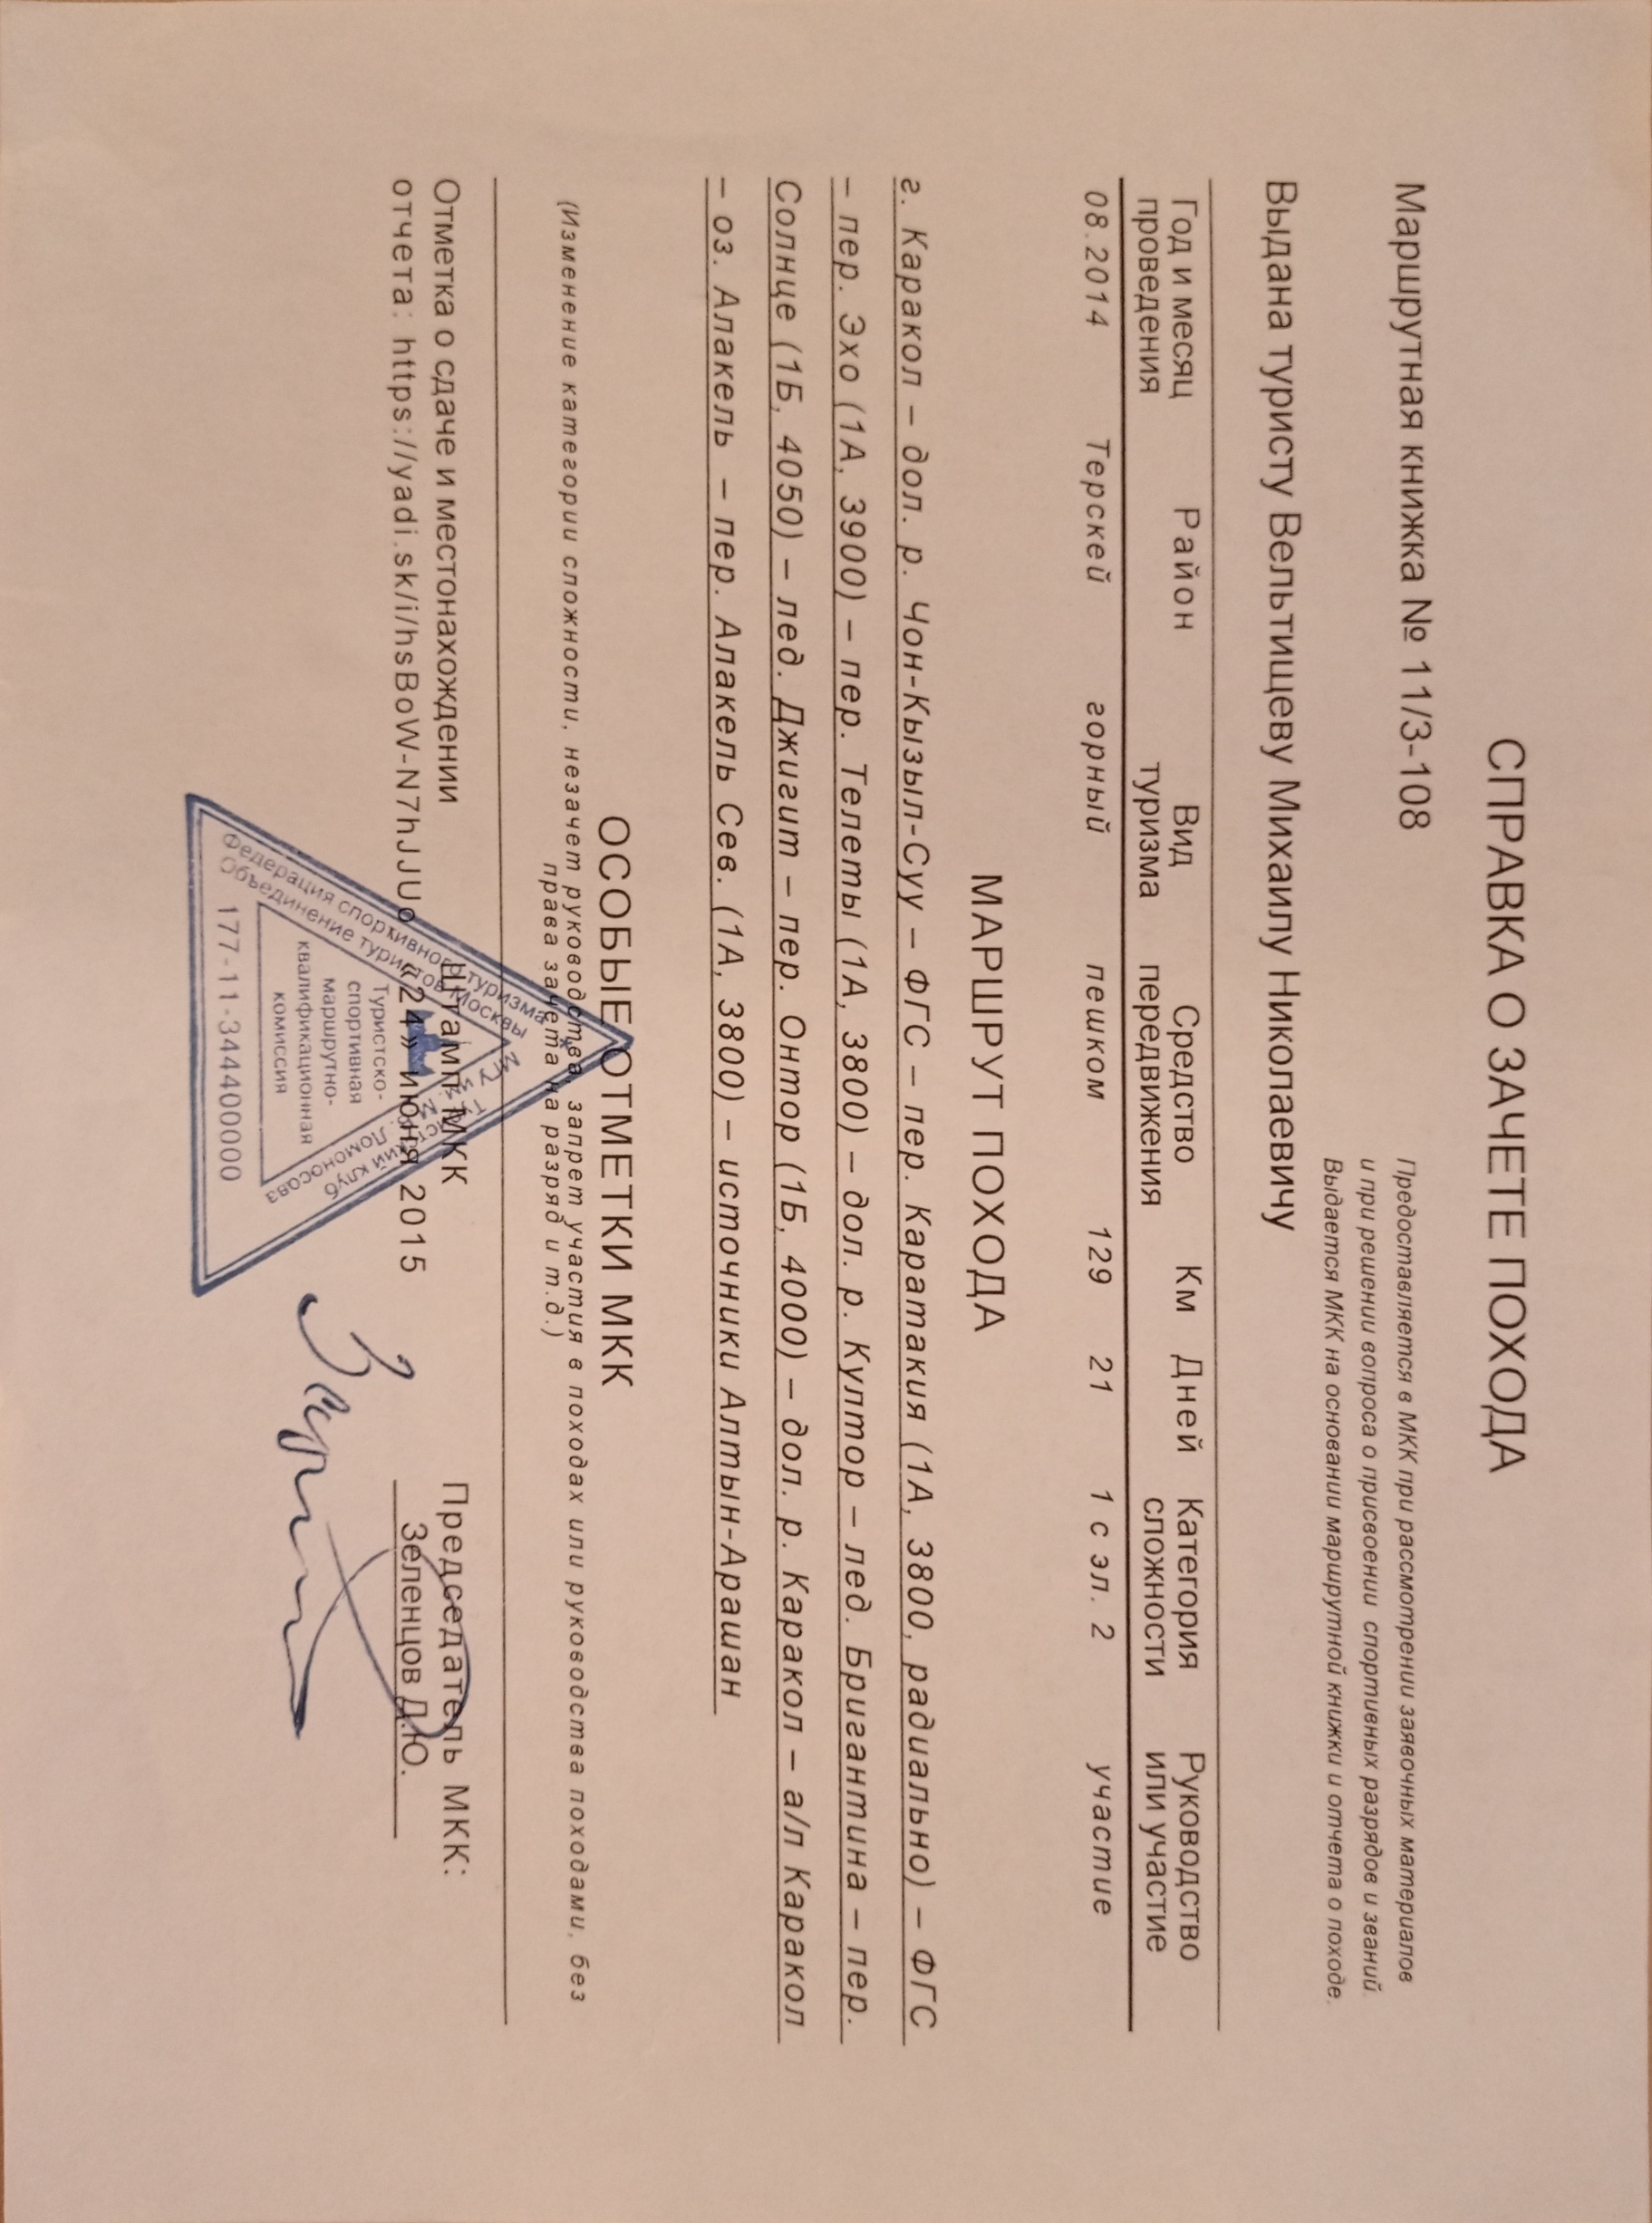 СПРАВКА О ЗАЧЕТЕ ПОХОДА
Маршрутная книжка № 11/3-108
Предоставляется в МКК при рассмотрении заявочных материалов
и при решении вопроса о присвоении спортивных разрядов и званий.
Выдается МКК на основании маршрутной книжки и отчета о походе.
Выдана туристу Вельтищеву Михаилу Николаевичу
Год и месяц проведения Район Вид туризма Средство передвижения Км Дней Категория сложности Руководство или участие
08.2014 Терскей горный пешком 129 21 1 с эл. 2 участие
МАРШРУТ ПОХОДА
г. Каракол – дол. р. Чон-Кызыл-Суу – ФГС – пер. Каратакия (1А, 3800, радиально) – ФГС
– пер. Эхо (1А, 3900) – пер. Телеты (1А, 3800) – дол. р. Култор – лед. Бригантина – пер.
Солнце (1Б, 4050) – лед. Джигит – пер. Онтор (1Б, 4000) – дол. р. Каракол – а/л Каракол
– оз. Алакель – пер. Алакель Сев. (1А, 3800) – источники Алтын-Арашан
ОСОБЫЕ ОТМЕТКИ МКК
(Изменение категории сложности, незачет руководства, запрет участия в походах или руководства походами, без
права зачета на разряд и т.д.)
Отметка о сдаче и местонахождении
отчета: https://yadi.sk/i/hsBoW-N7hJJUo
Штамп МКК
«24» июня 2015
Председатель МКК:
Зеленцов Д.Ю.
Федерация спортивного туризма
Объединение туристов Москвы
Туристский клуб
МГУ им. М.В. Ломоносова
Туристско-
спортивная
маршрутно-
квалификационная
комиссия
177-11-344400000